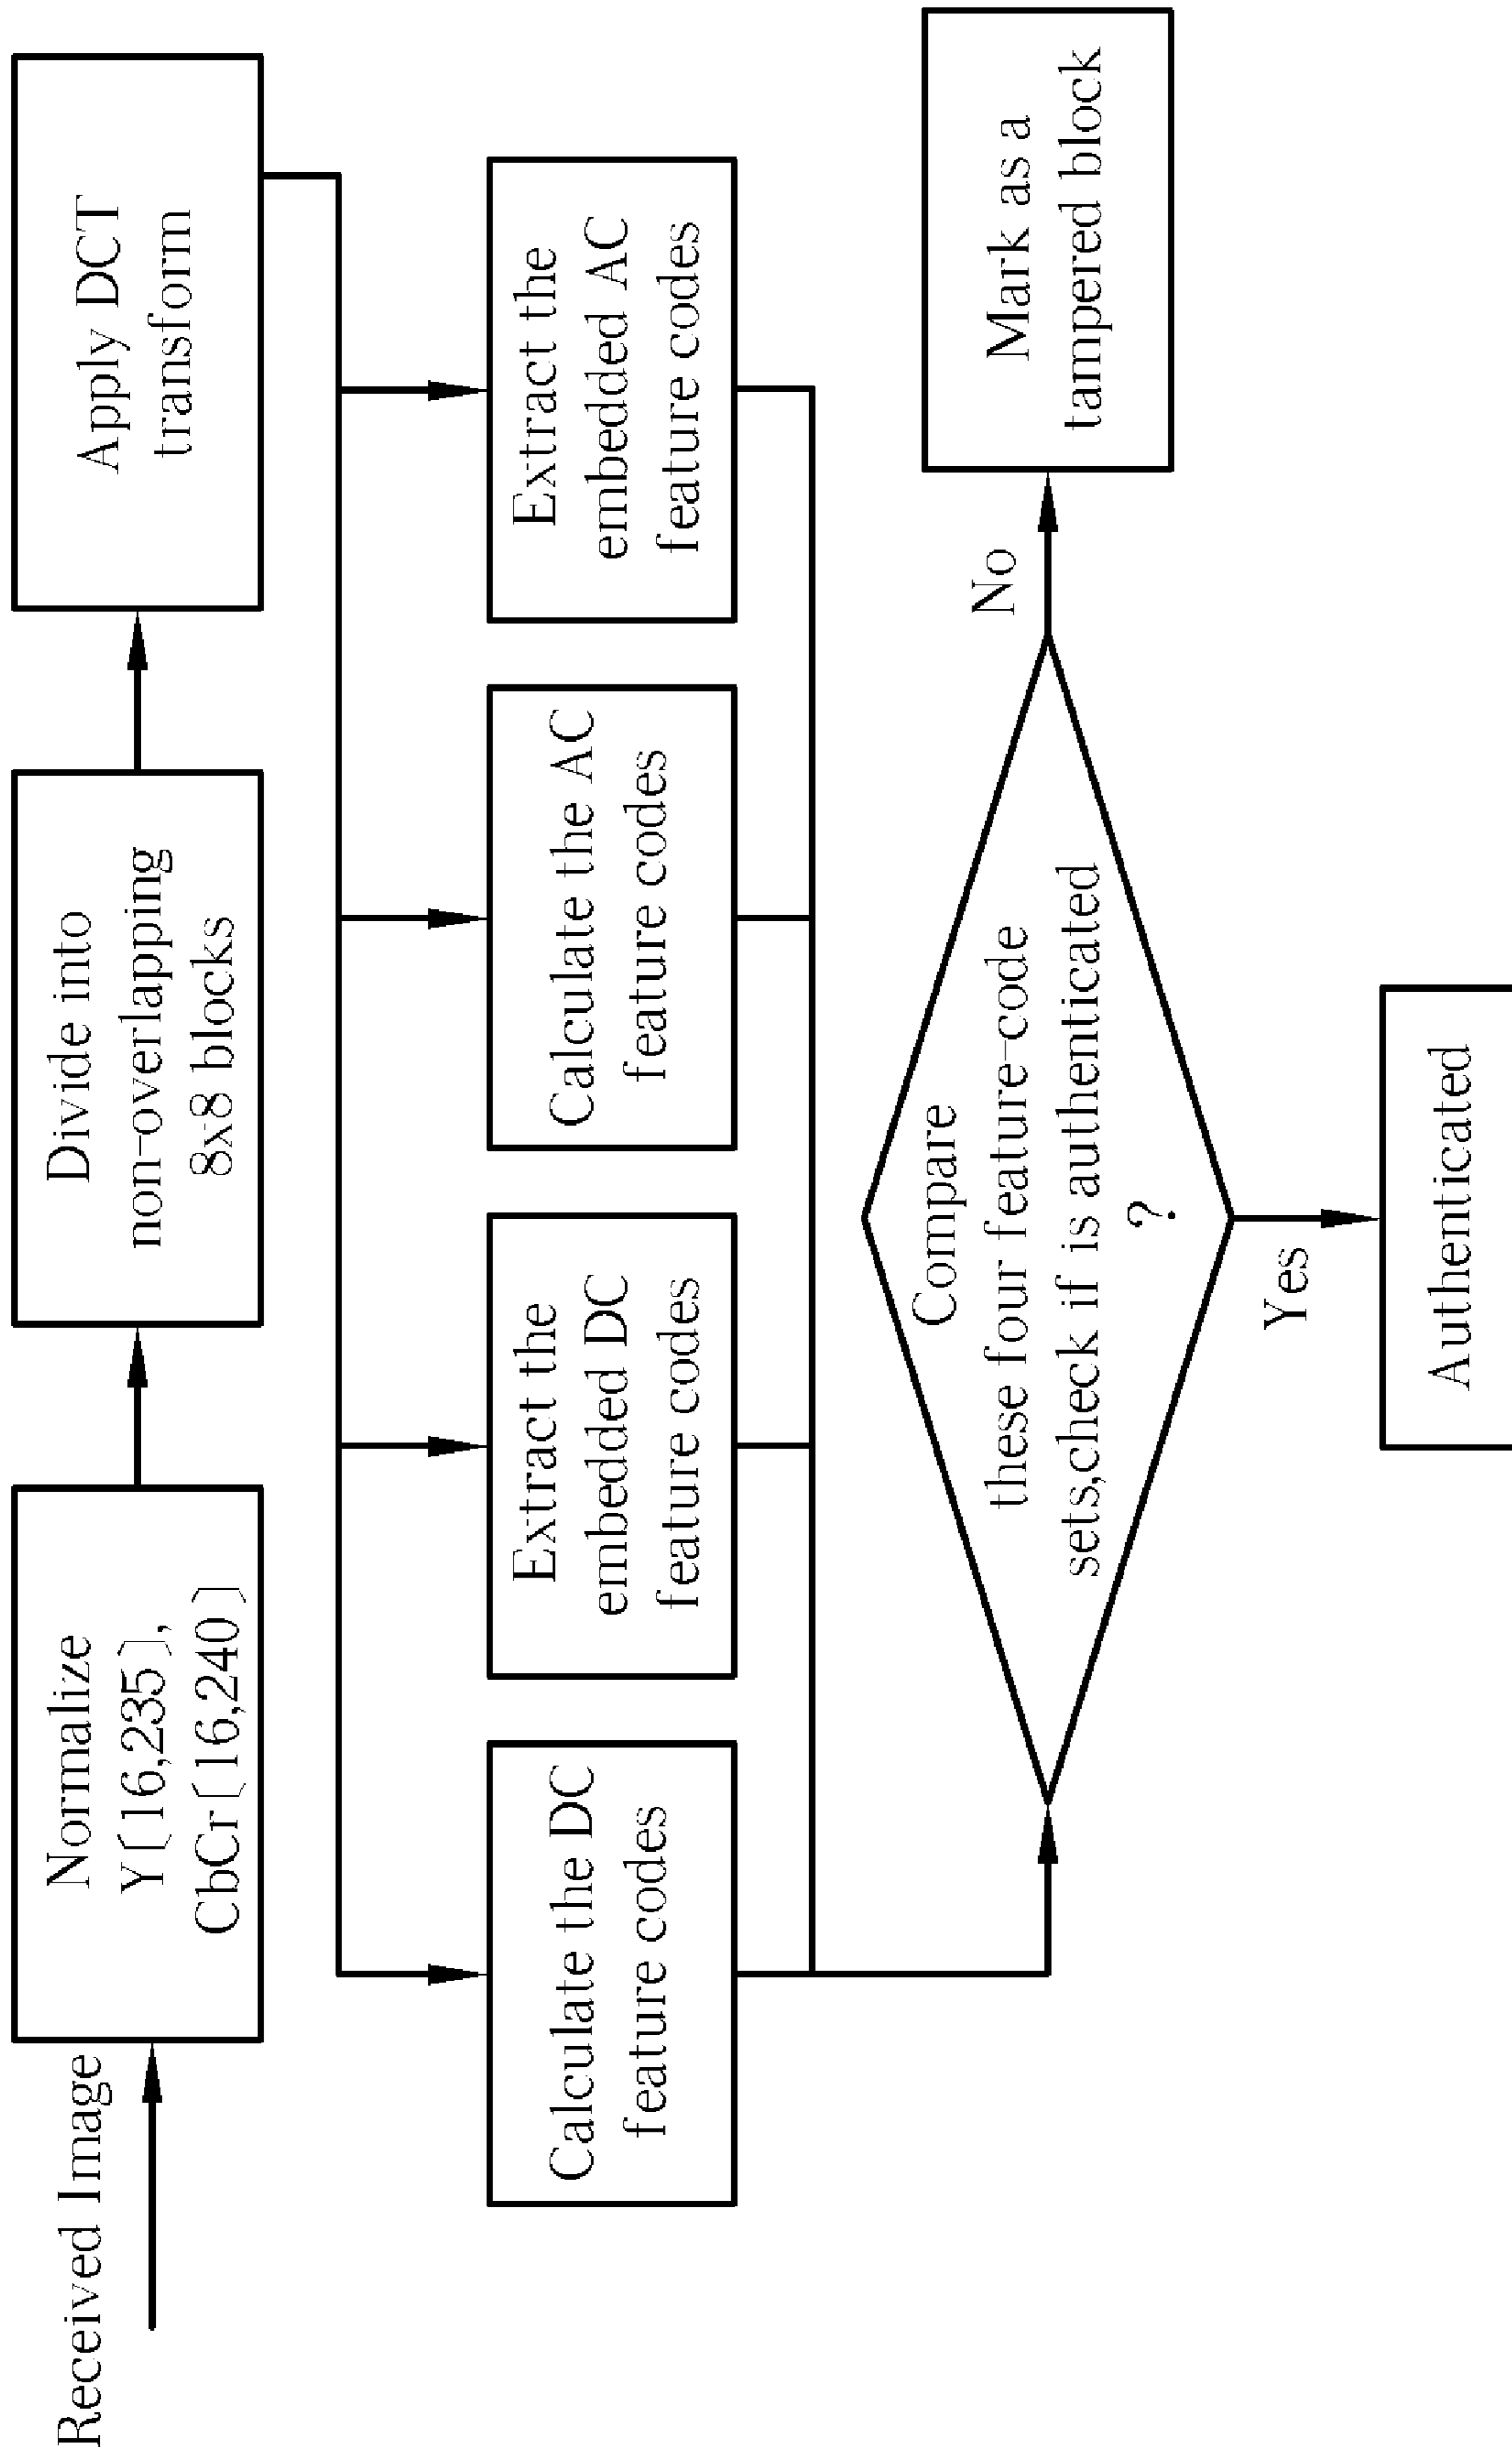 Received Image
Normalize
Y[16,235],
CbCr[16,240]
Divide into
non-overlapping
8x8 blocks
Apply DCT
transform
Calculate the DC
feature codes
Extract the
embedded DC
feature codes
Calculate the AC
feature codes
Extract the
embedded AC
feature codes
Compare
these four feature-code
sets,check if is authenticated
?
No
Mark as a
tampered block
Yes
Authenticated